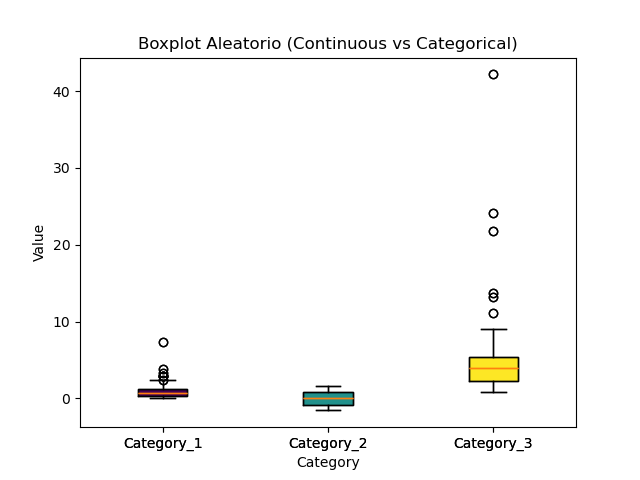 Boxplot Aleatorio (Continuous vs Categorical)
40
30
20
10
0
Value
Category_1 Category_2 Category_3
Category